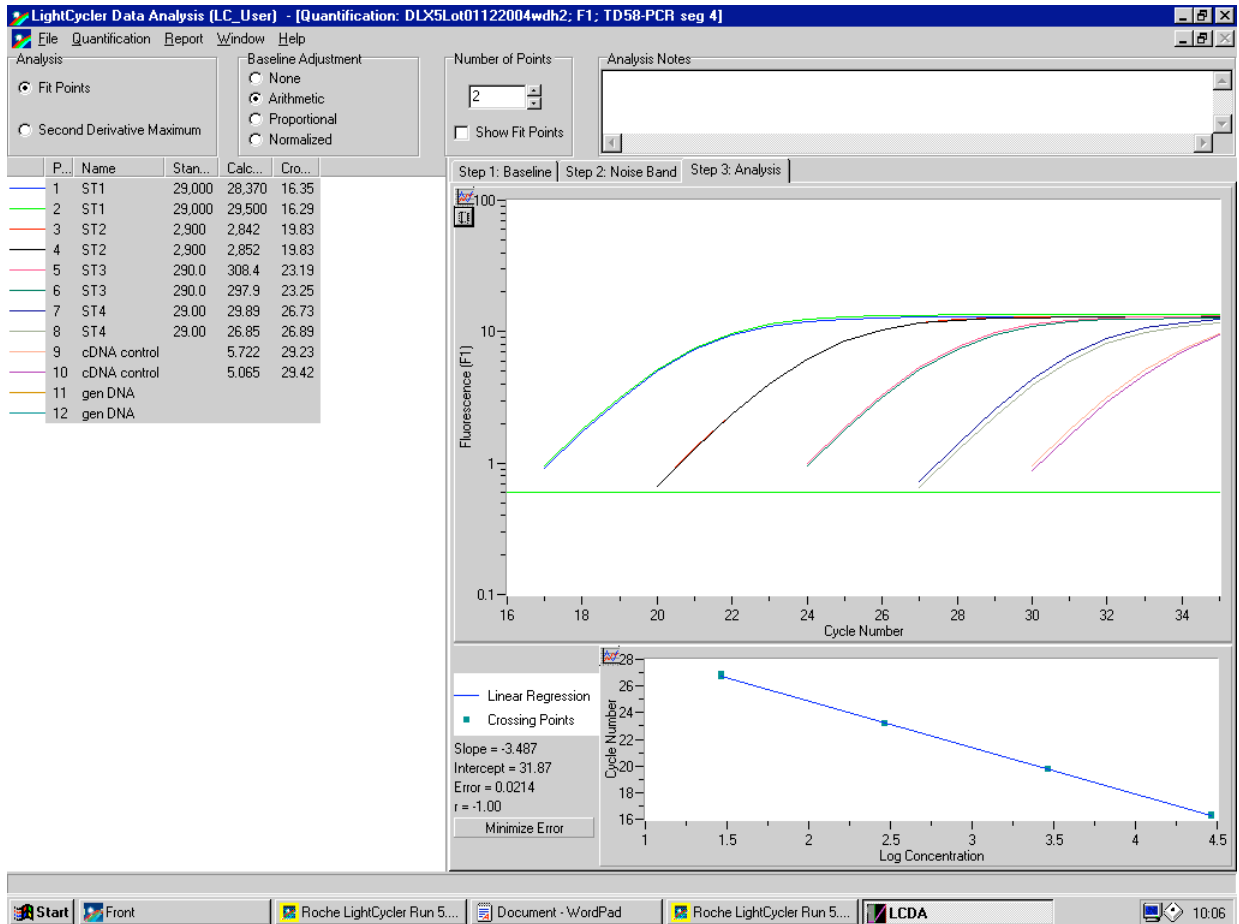 LightCycler Data Analysis (LC_User) - [Quantification: DLX5Lot01122004wdh2; F1; TD58-PCR seg 4]
File Quantification Report Window Help
Analysis
Fit Points
Second Derivative Maximum
Baseline Adjustment
None
Arithmetic
Proportional
Normalized
Number of Points
2
Show Fit Points
Analysis Notes
P... Name Stan... Calc... Cro...
1 ST1 29,000 28,370 16.35
2 ST1 29,000 29,500 16.29
3 ST2 2,900 2,842 19.83
4 ST2 2,900 2,852 19.83
5 ST3 290.0 308.4 23.19
6 ST3 290.0 297.9 23.25
7 ST4 29.00 29.89 26.73
8 ST4 29.00 26.85 26.89
9 cDNA control 5.722 29.23
10 cDNA control 5.065 29.42
11 gen DNA
12 gen DNA
Step 1: Baseline Step 2: Noise Band Step 3: Analysis
100
10
1
0.1
Fluorescence (F1)
16 18 20 22 24 26 28 30 32 34
Cycle Number
Linear Regression
Crossing Points
Slope = -3.487
Intercept = 31.87
Error = 0.0214
r = -1.00
Minimize Error
28
26
24
22
20
18
16
Cycle Number
1 1.5 2 2.5 3 3.5 4 4.5
Log Concentration
Start Front Roche LightCycler Run 5.... Document - WordPad Roche LightCycler Run 5.... LCDA 10:06